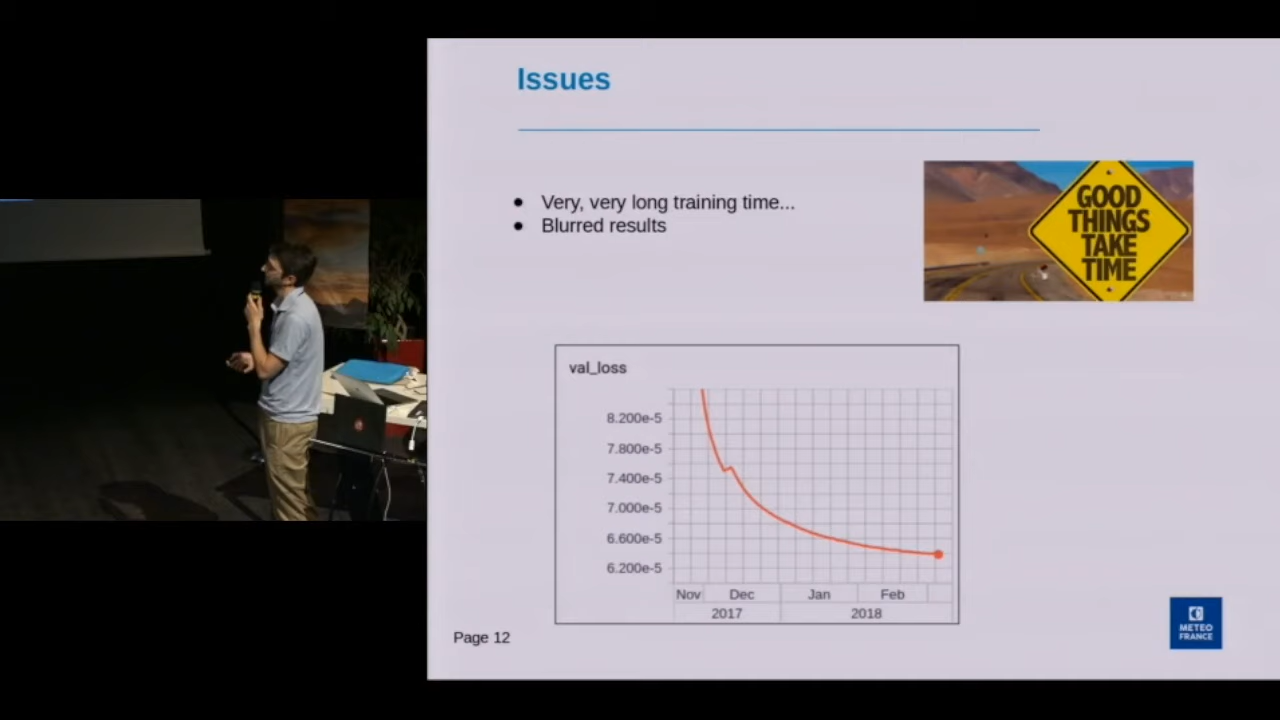 Issues
● Very, very long training time...
● Blurred results
GOOD
THINGS
TAKE
TIME
val_loss
8.200e-5
7.800e-5
7.400e-5
7.000e-5
6.600e-5
6.200e-5
Nov Dec Jan Feb
2017 2018
Page 12
METEO
FRANCE